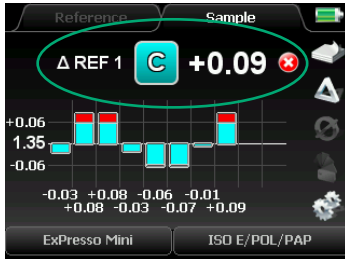 Reference Sample
Δ REF 1 C +0.09
+0.06
1.35
-0.06
-0.03 +0.08 -0.06 -0.01
+0.08 -0.03 -0.07 +0.09
ExPresso Mini ISO E/POL/PAP